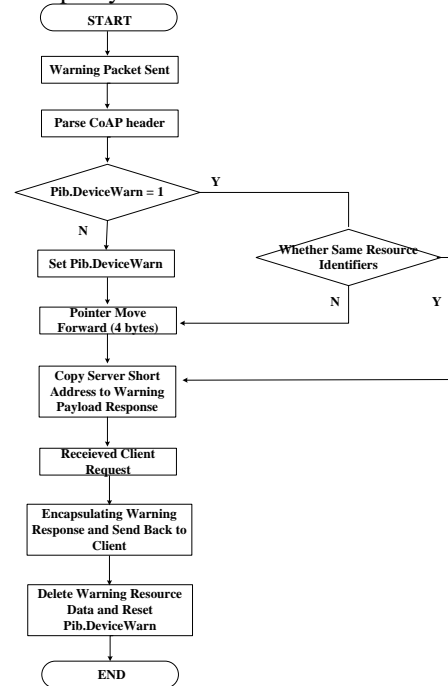 START
Warning Packet Sent
Parse CoAP header
Pib.DeviceWarn = 1
Y
N
Set Pib.DeviceWarn
Whether Same Resource
Identifiers
N
Y
Pointer Move
Forward (4 bytes)
Copy Server Short
Address to Warning
Payload Response
Receieved Client
Request
Encapsulating Warning
Response and Send Back to
Client
Delete Warning Resource
Data and Reset
Pib.DeviceWarn
END